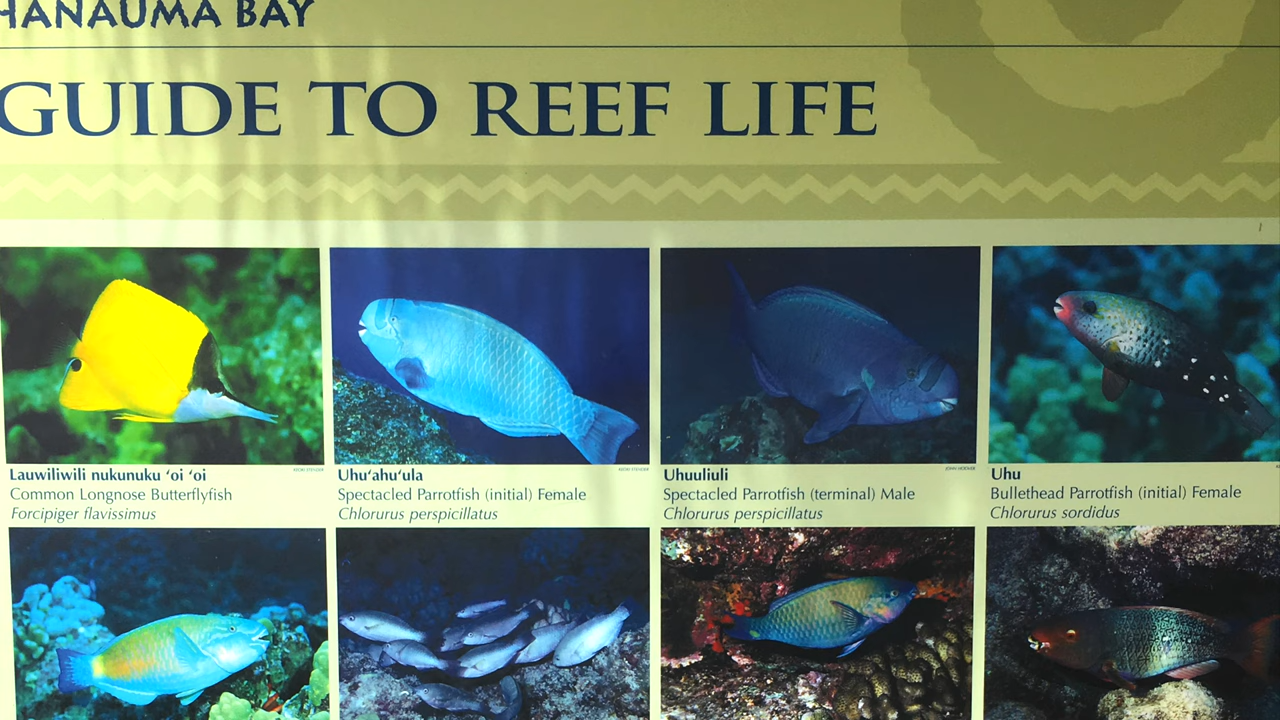 HANAUMA BAY
GUIDE TO REEF LIFE
Lauwiliwili nukunuku ʻoi ʻoi
Common Longnose Butterflyfish
Forcipiger flavissimus
Uhuʻahuʻula
Spectacled Parrotfish (initial) Female
Chlorurus perspicillatus
Uhuuliuli
Spectacled Parrotfish (terminal) Male
Chlorurus perspicillatus
Uhu
Bullethead Parrotfish (initial) Female
Chlorurus sordidus